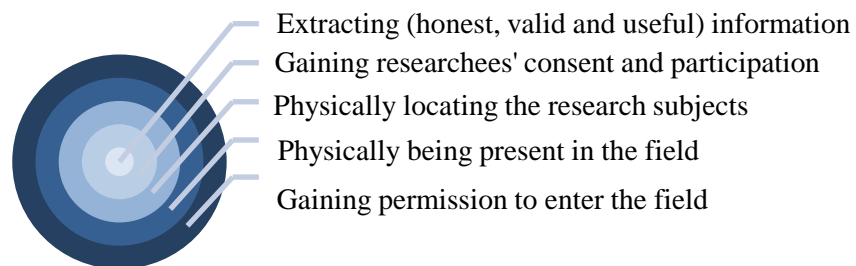 Extracting (honest, valid and useful) information
Gaining researchees' consent and participation
Physically locating the research subjects
Physically being present in the field
Gaining permission to enter the field